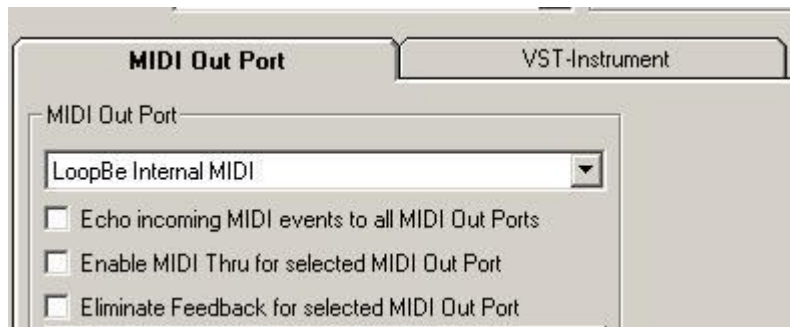 MIDI Out Port
VST-Instrument
MIDI Out Port
LoopBe Internal MIDI
Echo incoming MIDI events to all MIDI Out Ports
Enable MIDI Thru for selected MIDI Out Port
Eliminate Feedback for selected MIDI Out Port